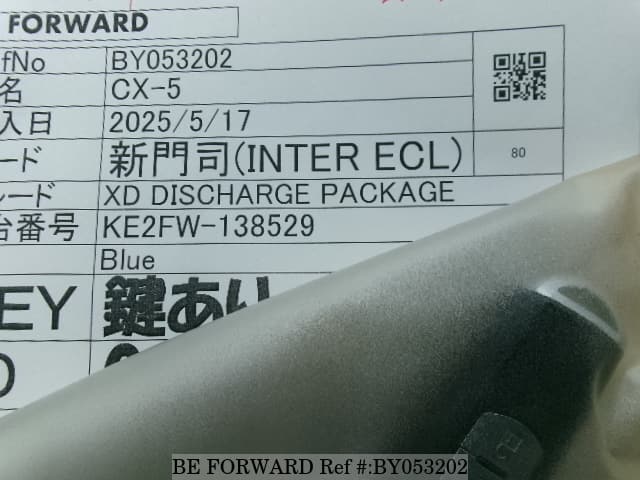 FORWARD
fNo BY053202
名 CX-5
入日 2025/5/17
ード 新門司(INTER ECL) 80
レード XD DISCHARGE PACKAGE
台番号 KE2FW-138529
Blue
EY 鍵あり
BE FORWARD Ref #:BY053202